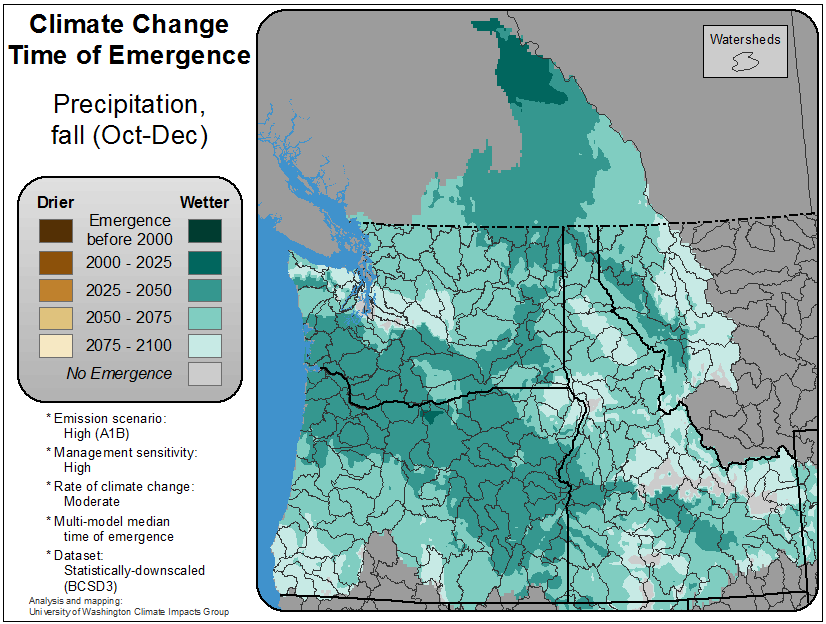 Climate Change
Time of Emergence
Precipitation,
fall (Oct-Dec)
Drier
Wetter
Emergence
before 2000
2000 - 2025
2025 - 2050
2050 - 2075
2075 - 2100
No Emergence
* Emission scenario:
High (A1B)
* Management sensitivity:
High
* Rate of climate change:
Moderate
* Multi-model median
time of emergence
* Dataset:
Statistically-downscaled
(BCSD3)
Analysis and mapping:
University of Washington Climate Impacts Group
Watersheds